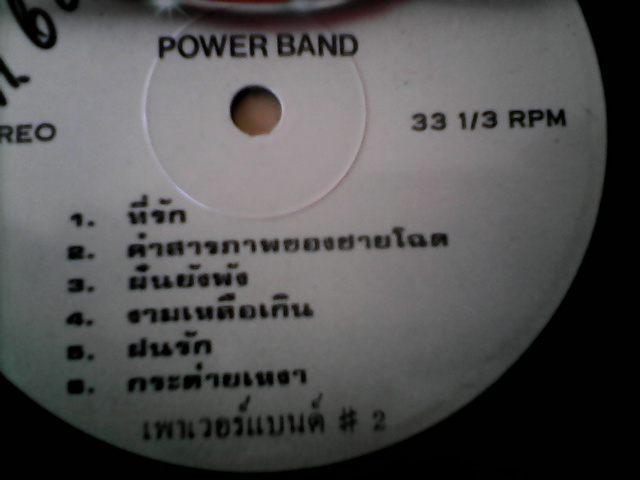 POWER BAND
REO
33 1/3 RPM
1. ที่รัก
2. คำสารภาพของชายโฉด
3. ผืนยังพัง
4. งามเหลือเกิน
5. ฝนรัก
6. กระต่ายเหงา
เพาเวอร์แบนด์ # 2